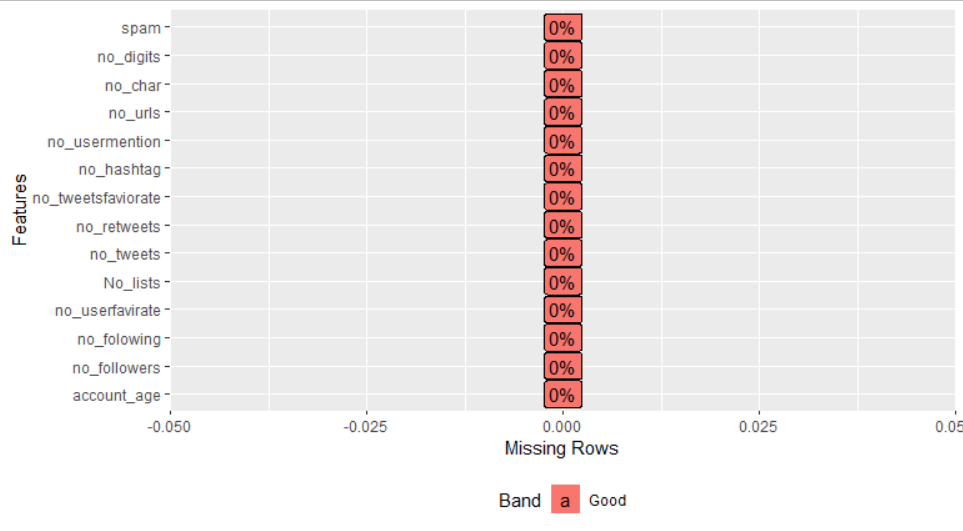 spam 0%
no_digits 0%
no_char 0%
no_urls 0%
no_usermention 0%
no_hashtag 0%
no_tweetsfaviorate 0%
no_retweets 0%
no_tweets 0%
No_lists 0%
no_userfavirate 0%
no_folowing 0%
no_followers 0%
account_age 0%
Features
-0.050 -0.025 0.000 0.025 0.05
Missing Rows
Band a Good